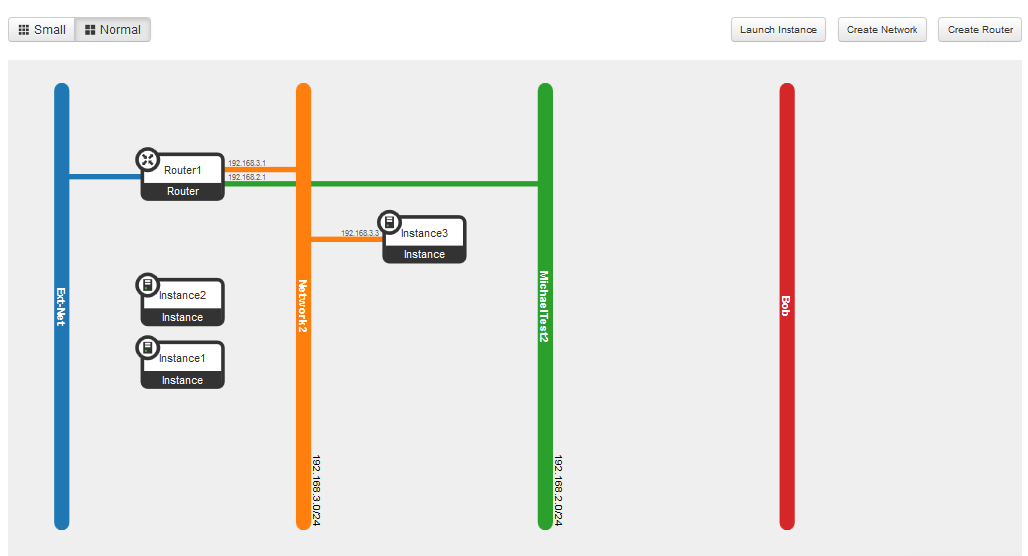 Small
Normal
Launch Instance
Create Network
Create Router
Router1
Router
192.168.3.1
192.168.2.1
192.168.3.3
Instance3
Instance
Instance2
Instance
Instance1
Instance
Ext-Net
Network2
MichaelTest2
Bob
192.168.3.0/24
192.168.2.0/24